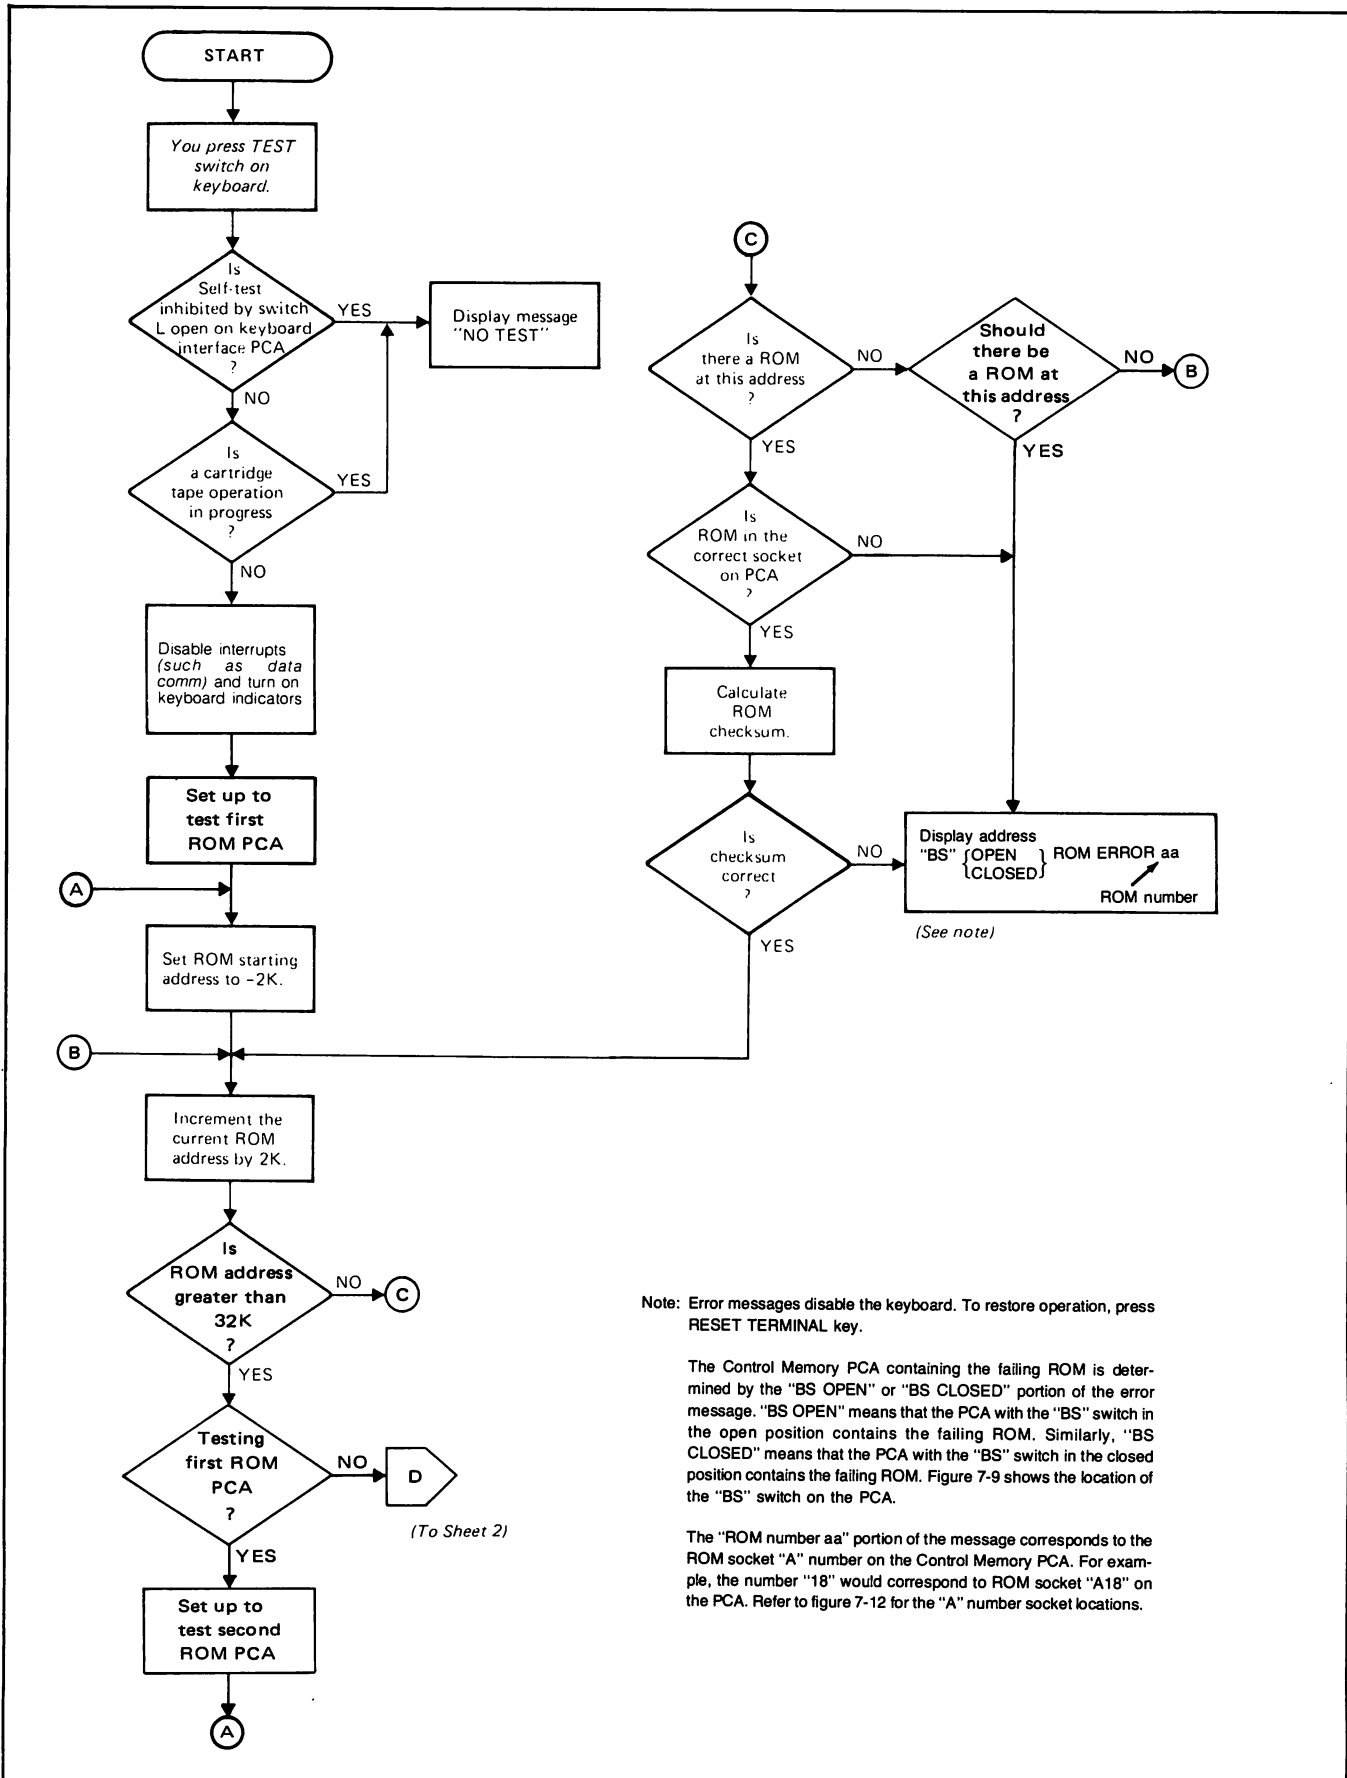 START
You press TEST
switch on
keyboard.
Is
Self-test
inhibited by switch
L open on keyboard
interface PCA
?
YES
Display message
"NO TEST"
NO
Is
a cartridge
tape operation
in progress
?
YES
NO
Disable interrupts
(such as data
comm) and turn on
keyboard indicators
Set up to
test first
ROM PCA
A
Set ROM starting
address to -2K.
B
Increment the
current ROM
address by 2K.
Is
ROM address
greater than
32K
?
NO
C
YES
Testing
first ROM
PCA
?
NO
D
(To Sheet 2)
YES
Set up to
test second
ROM PCA
A
C
Is
there a ROM
at this address
?
NO
Should
there be
a ROM at
this address
?
NO
B
YES
YES
Is
ROM in the
correct socket
on PCA
?
NO
YES
Calculate
ROM
checksum.
Is
checksum
correct
?
NO
YES
Display address
"BS" {OPEN
CLOSED} ROM ERROR aa
ROM number
(See note)
Note: Error messages disable the keyboard. To restore operation, press
RESET TERMINAL key.
The Control Memory PCA containing the failing ROM is deter-
mined by the "BS OPEN" or "BS CLOSED" portion of the error
message. "BS OPEN" means that the PCA with the "BS" switch in
the open position contains the failing ROM. Similarly, "BS
CLOSED" means that the PCA with the "BS" switch in the closed
position contains the failing ROM. Figure 7-9 shows the location of
the "BS" switch on the PCA.
The "ROM number aa" portion of the message corresponds to the
ROM socket "A" number on the Control Memory PCA. For exam-
ple, the number "18" would correspond to ROM socket "A18" on
the PCA. Refer to figure 7-12 for the "A" number socket locations.